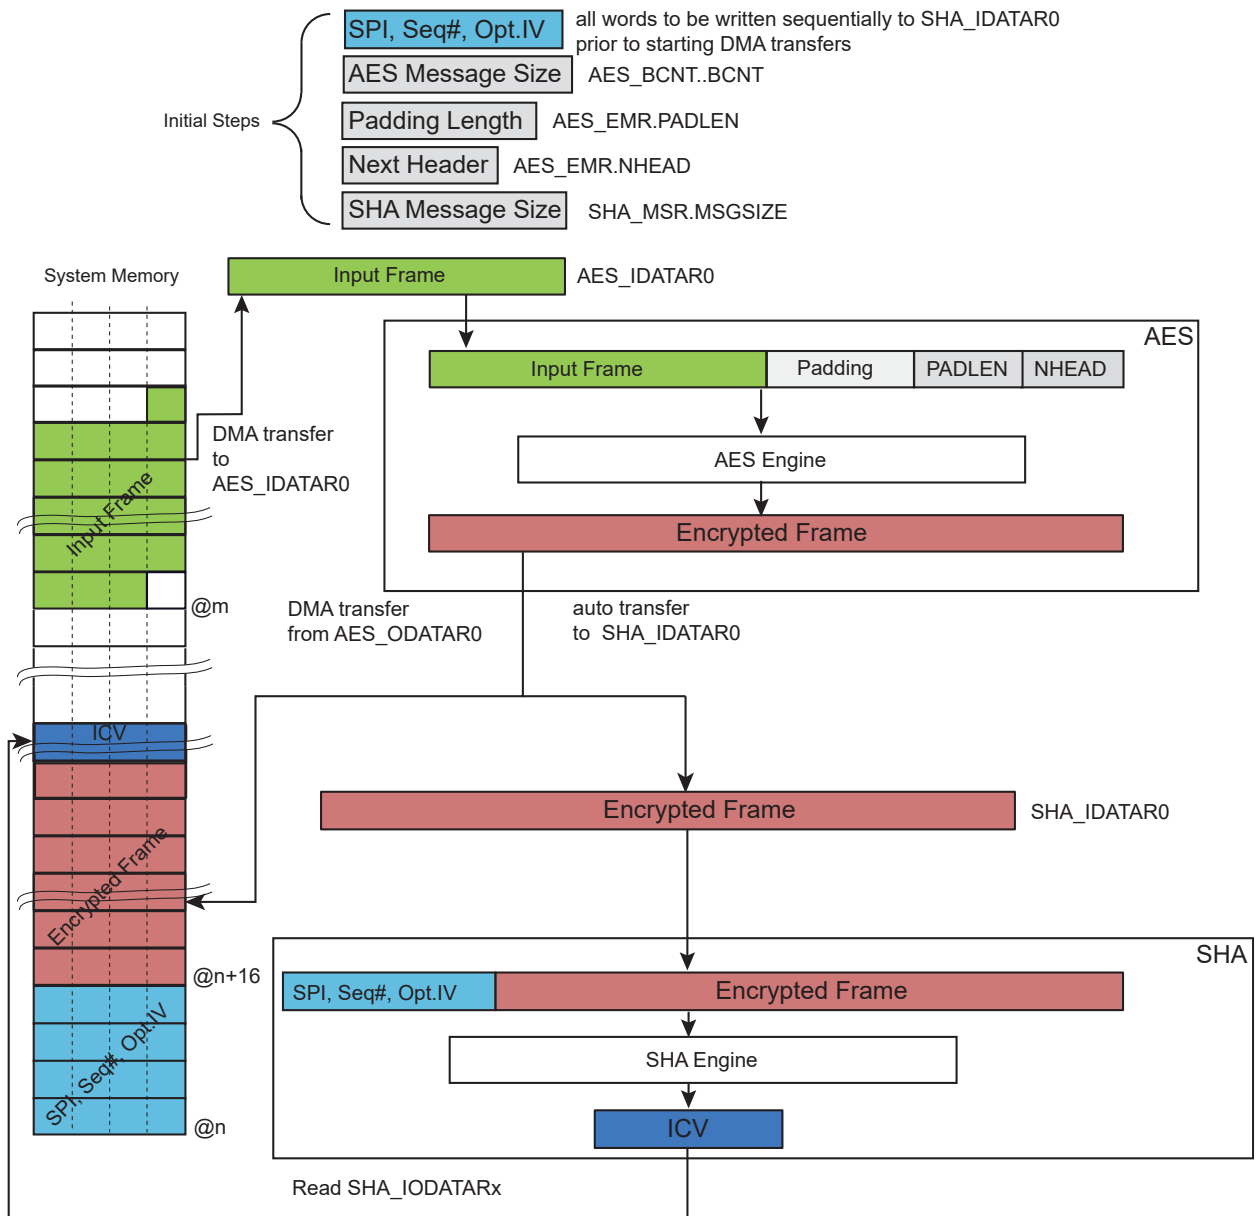 SPI, Seq#, Opt.IV
all words to be written sequentially to SHA_IDATAR0
prior to starting DMA transfers
AES Message Size
AES_BCNT..BCNT
Initial Steps
Padding Length
AES_EMR.PADLEN
Next Header
AES_EMR.NHEAD
SHA Message Size
SHA_MSR.MSGSIZE
System Memory
Input Frame
AES_IDATAR0
AES
Input Frame
Padding
PADLEN
NHEAD
DMA transfer
to
AES_IDATAR0
AES Engine
Input Frame
Encrypted Frame
@m
DMA transfer
from AES_ODATAR0
auto transfer
to SHA_IDATAR0
ICV
Encrypted Frame
SHA_IDATAR0
Encrypted Frame
SHA
@n+16
SPI, Seq#, Opt.IV
Encrypted Frame
SPI, Seq#, Opt.IV
SHA Engine
@n
ICV
Read SHA_IODATARx